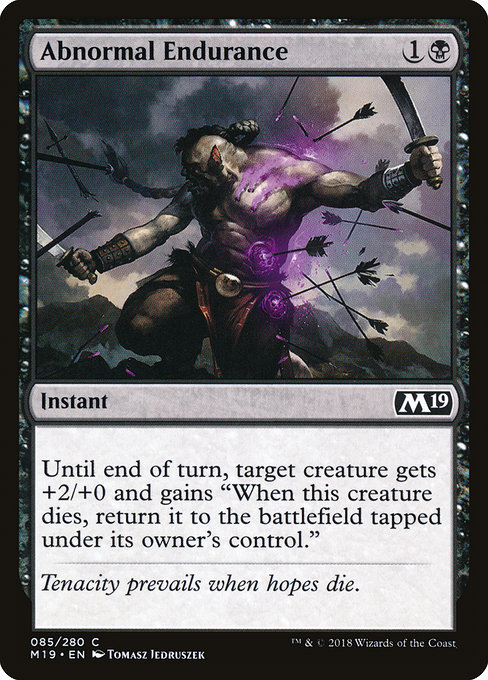 Abnormal Endurance 1
Instant M19
Until end of turn, target creature gets
+2/+0 and gains “When this creature
dies, return it to the battlefield tapped
under its owner’s control.”
Tenacity prevails when hopes die.
085/280 C ™ & © 2018 Wizards of the Coast
M19 • EN Tomasz Jedruszek